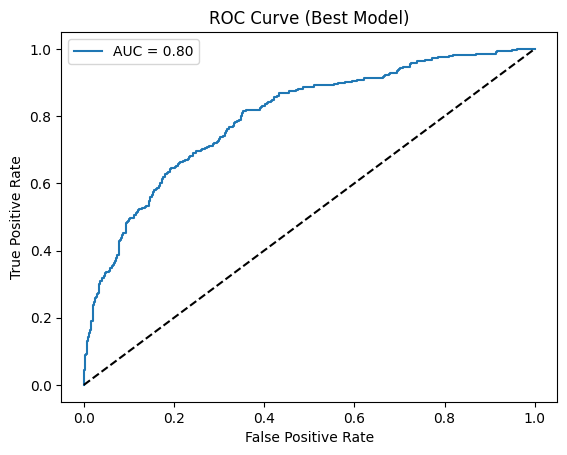 ROC Curve (Best Model)
AUC = 0.80
True Positive Rate
1.0
0.8
0.6
0.4
0.2
0.0
0.0 0.2 0.4 0.6 0.8 1.0
False Positive Rate